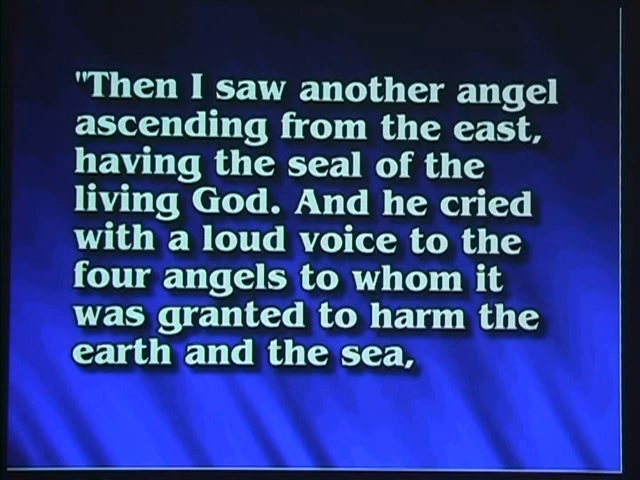 "Then I saw another angel
ascending from the east,
having the seal of the
living God. And he cried
with a loud voice to the
four angels to whom it
was granted to harm the
earth and the sea,